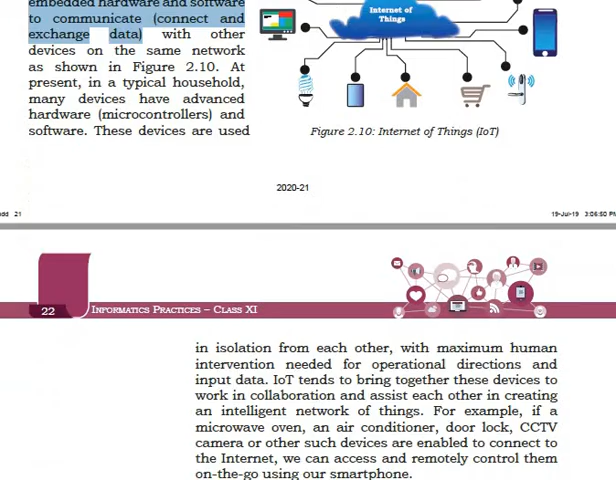 embedded hardware and software
to communicate (connect and
exchange data) with other
devices on the same network
as shown in Figure 2.10. At
present, in a typical household,
many devices have advanced
hardware (microcontrollers) and
software. These devices are used
Internet of
Things
Figure 2.10: Internet of Things (IoT)
2020-21
dd 21
19-Jul-19 3:06:50 PM
22
Informatics Practices – Class XI
in isolation from each other, with maximum human
intervention needed for operational directions and
input data. IoT tends to bring together these devices to
work in collaboration and assist each other in creating
an intelligent network of things. For example, if a
microwave oven, an air conditioner, door lock, CCTV
camera or other such devices are enabled to connect to
the Internet, we can access and remotely control them
on-the-go using our smartphone.